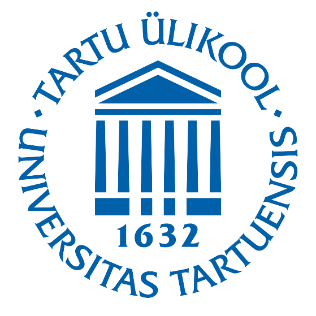 · TARTU ÜLIKOOL ·
1632
UNIVERSITAS TARTUENSIS